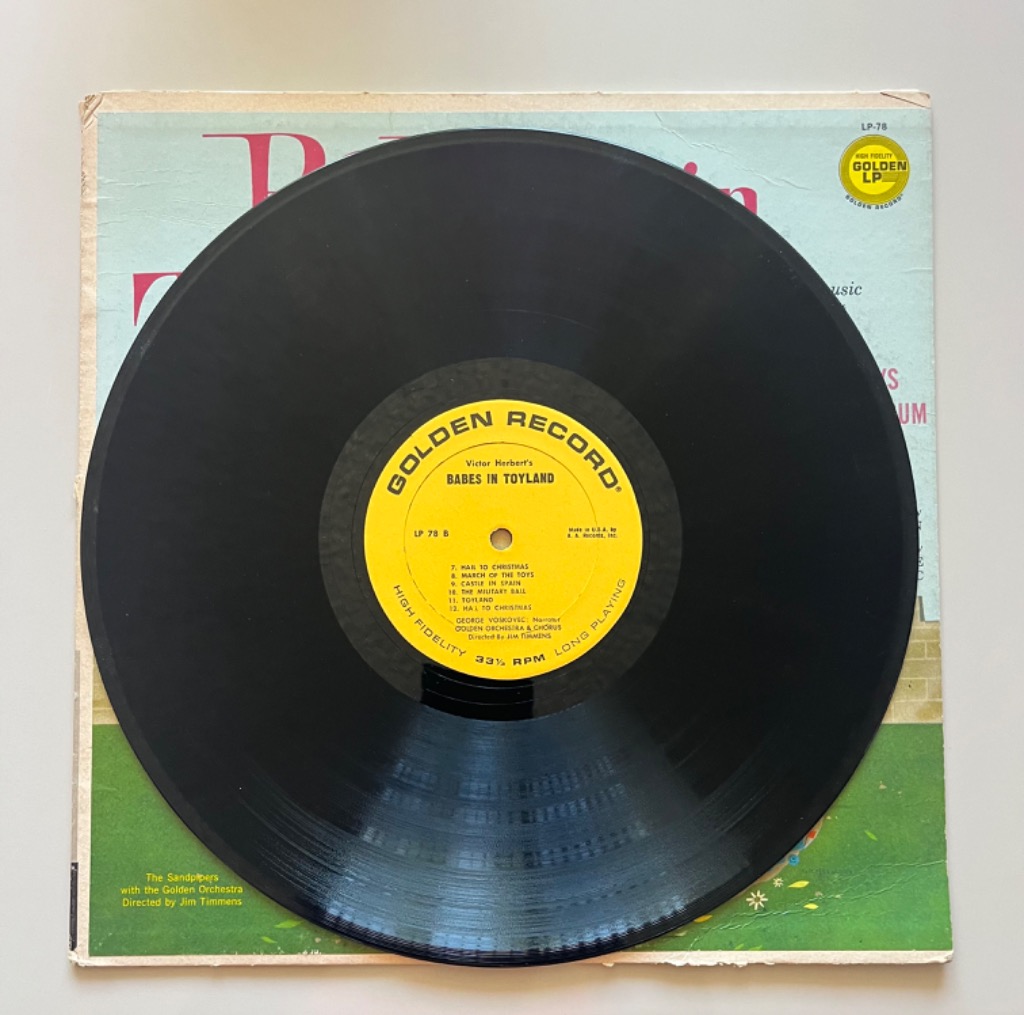 LP-78
HIGH FIDELITY
GOLDEN
LP
GOLDEN RECORD
in
GOLDEN RECORD®
Victor Herbert's
BABES IN TOYLAND
LP 78 B
Made in U.S.A. by
A. A. Records, Inc.
7. HAIL TO CHRISTMAS
8. MARCH OF THE TOYS
9. CASTLE IN SPAIN
10. THE MILITARY BALL
11. TOYLAND
12. HAIL TO CHRISTMAS
GEORGE VOSKOVEC: Narrator
GOLDEN ORCHESTRA & CHORUS
Directed By JIM TIMMENS
HIGH FIDELITY 33⅓ RPM LONG PLAYING
The Sandpipers
with the Golden Orchestra
Directed by Jim Timmens